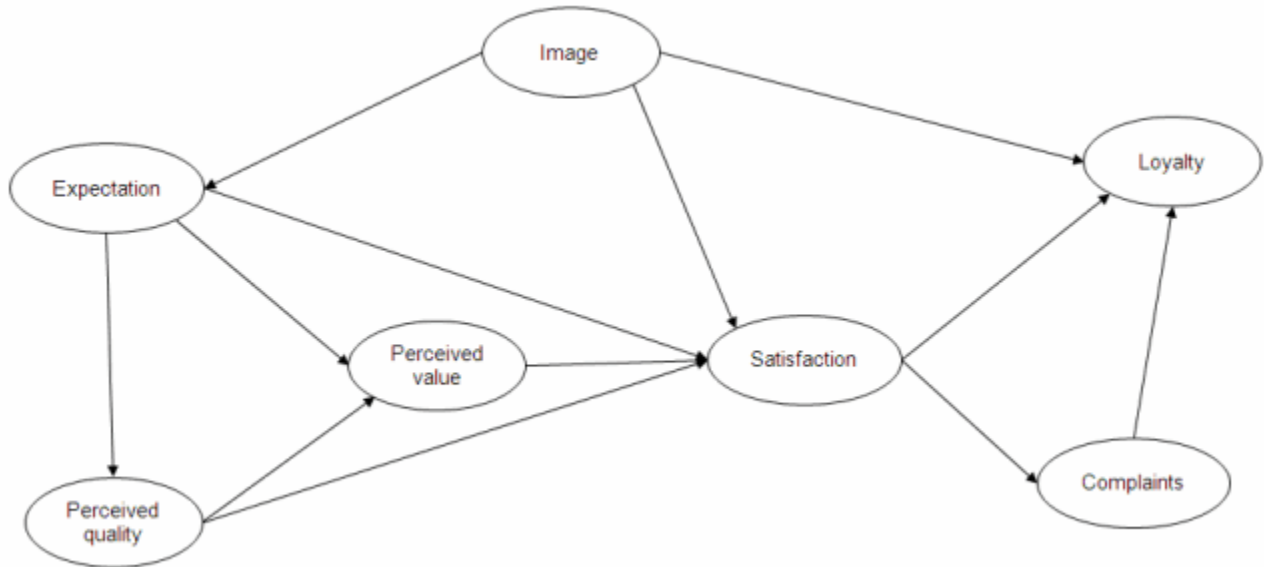 Image
Expectation
Loyalty
Perceived
value
Satisfaction
Perceived
quality
Complaints